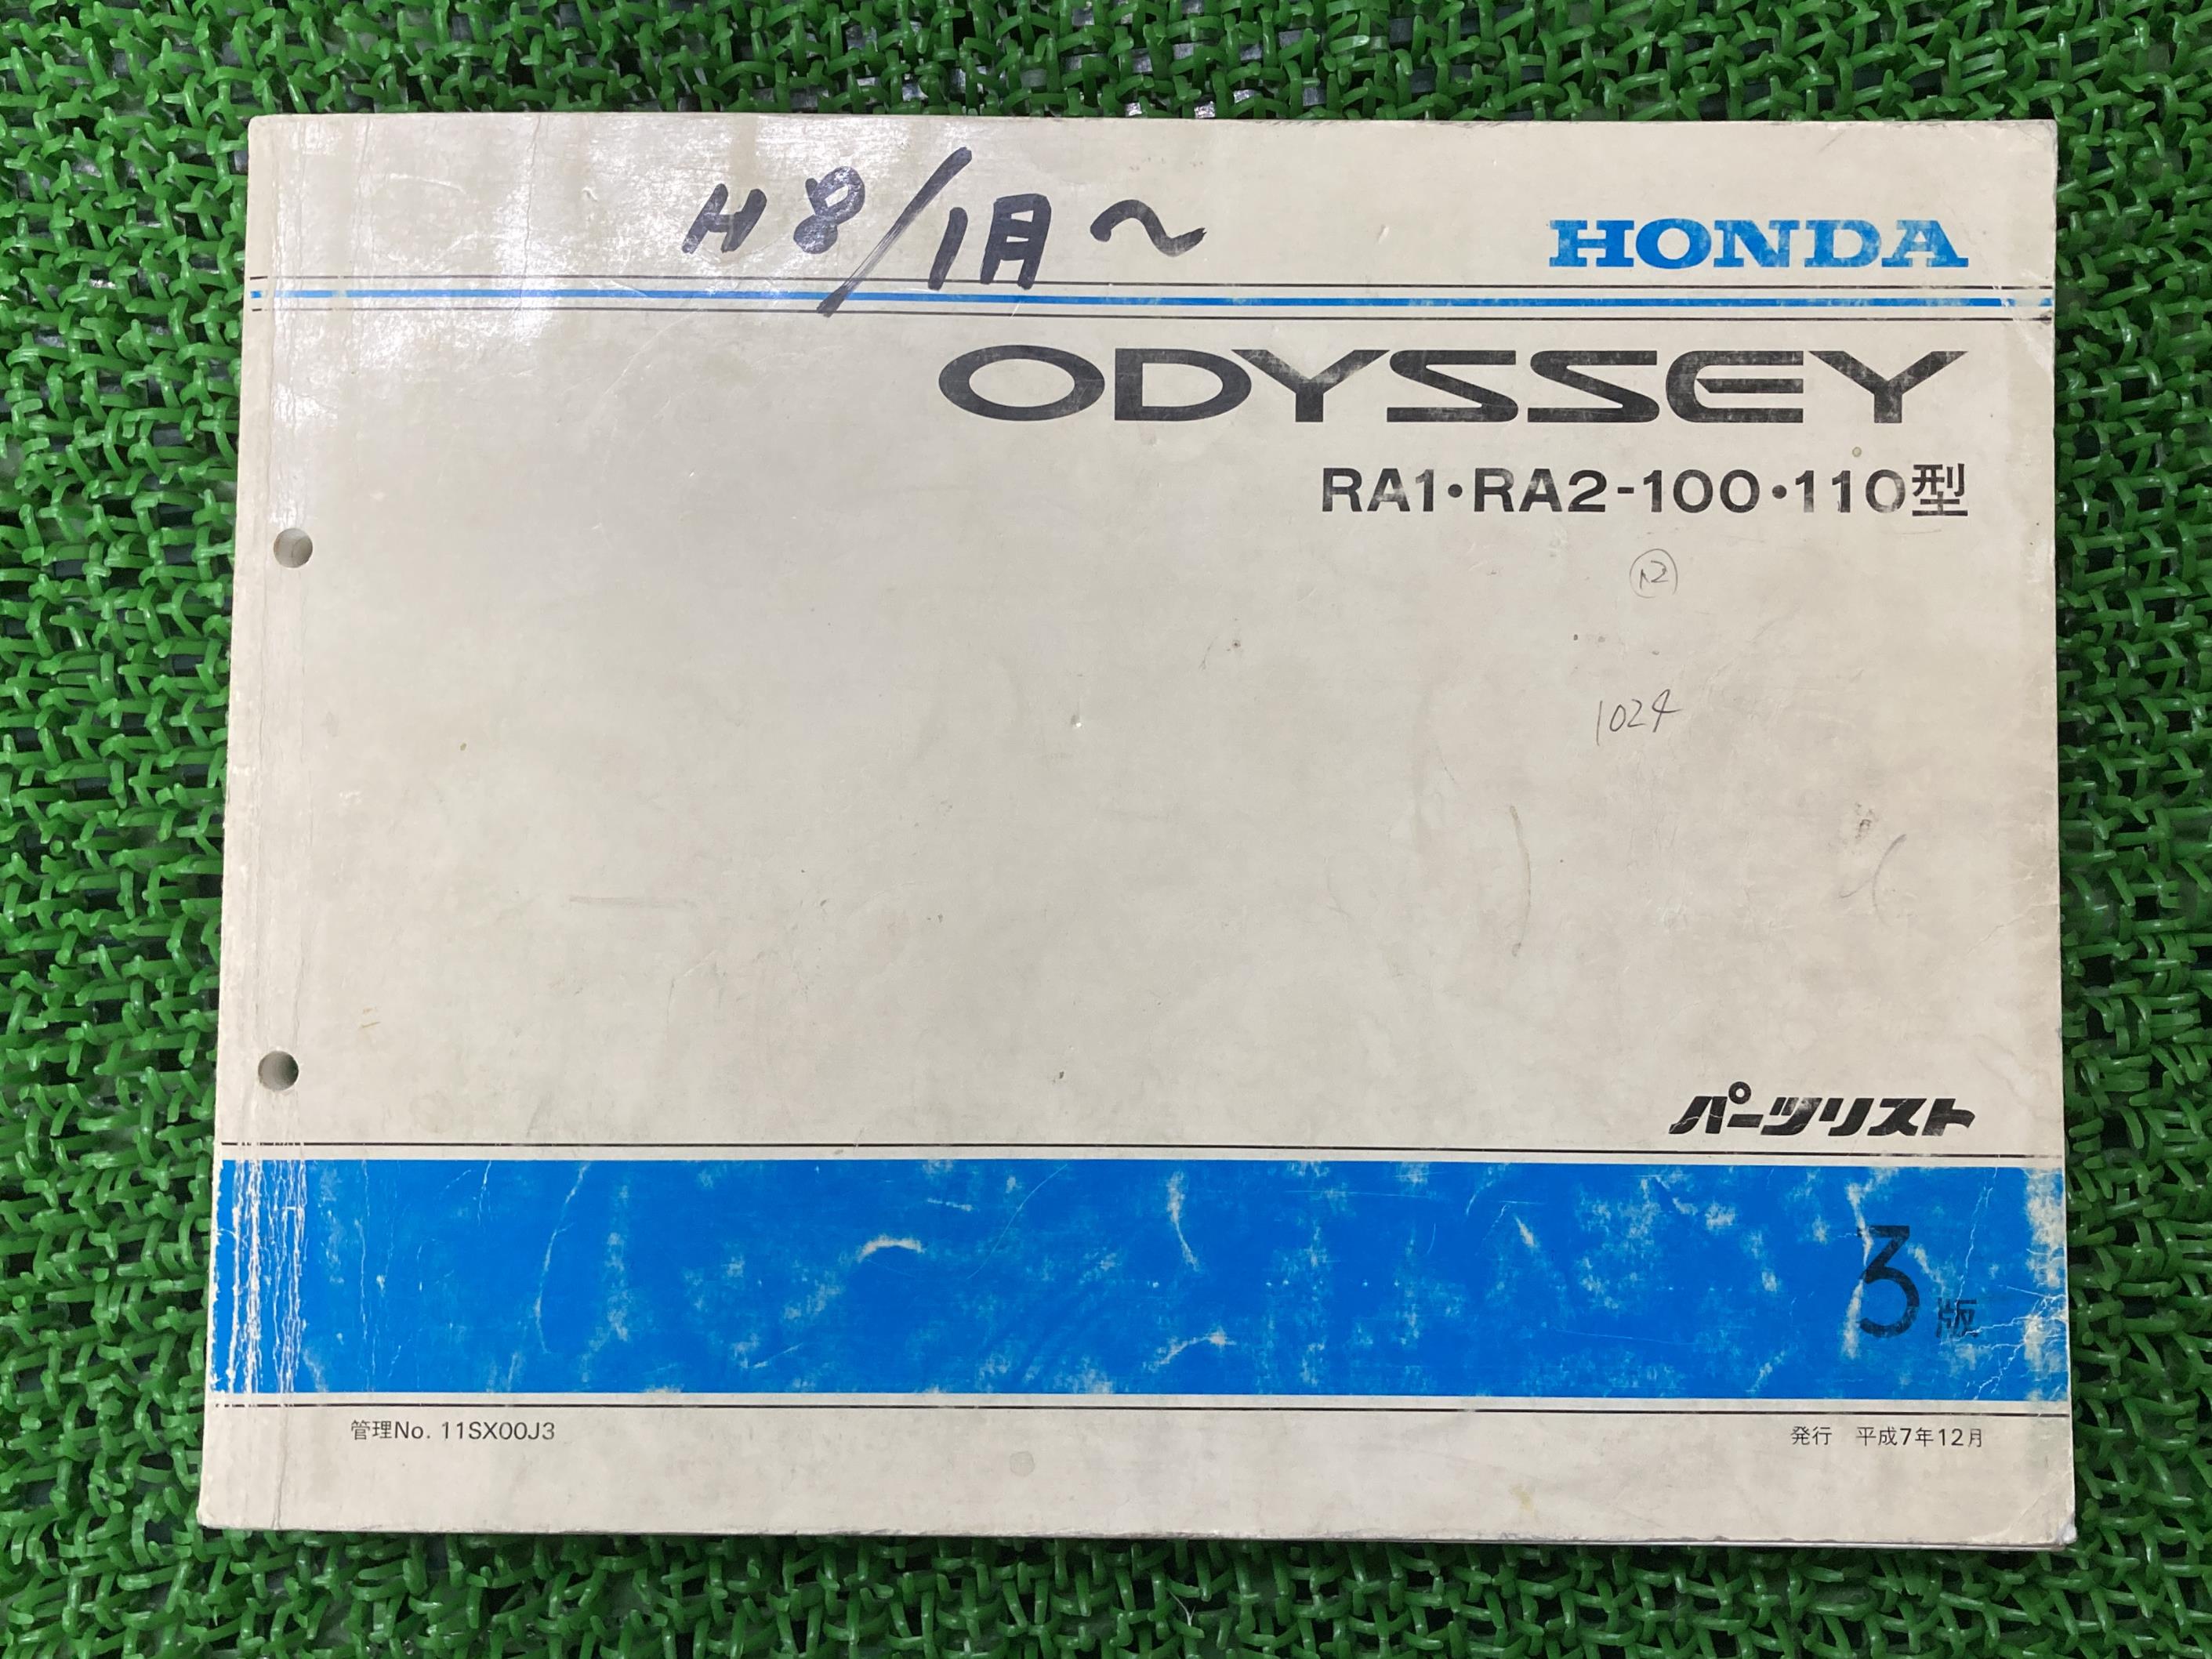 H8/1月～
HONDA
ODYSSEY
RA1・RA2-100・110型
1024
パーツリスト
3版
管理No. 11SX00J3
発行 平成7年12月